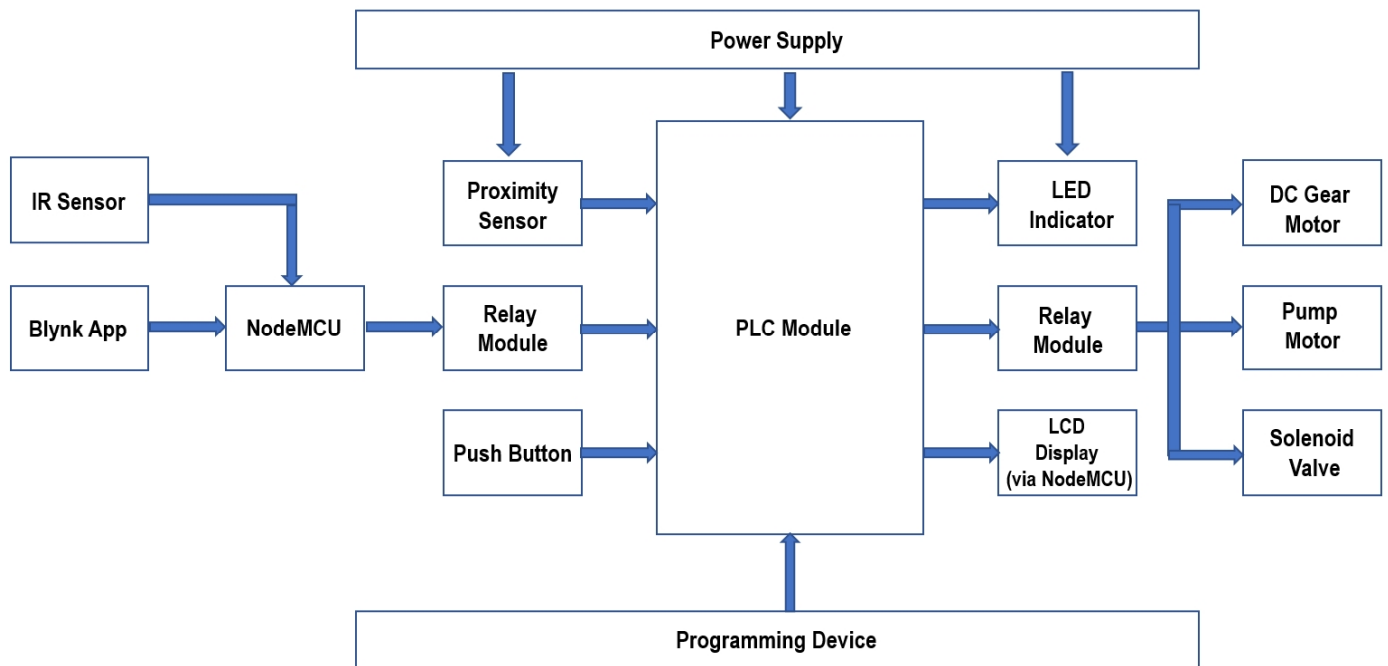 Power Supply
IR Sensor
Proximity
Sensor
LED
Indicator
DC Gear
Motor
Blynk App
NodeMCU
Relay
Module
PLC Module
Relay
Module
Pump
Motor
Push Button
LCD
Display
(via NodeMCU)
Solenoid
Valve
Programming Device